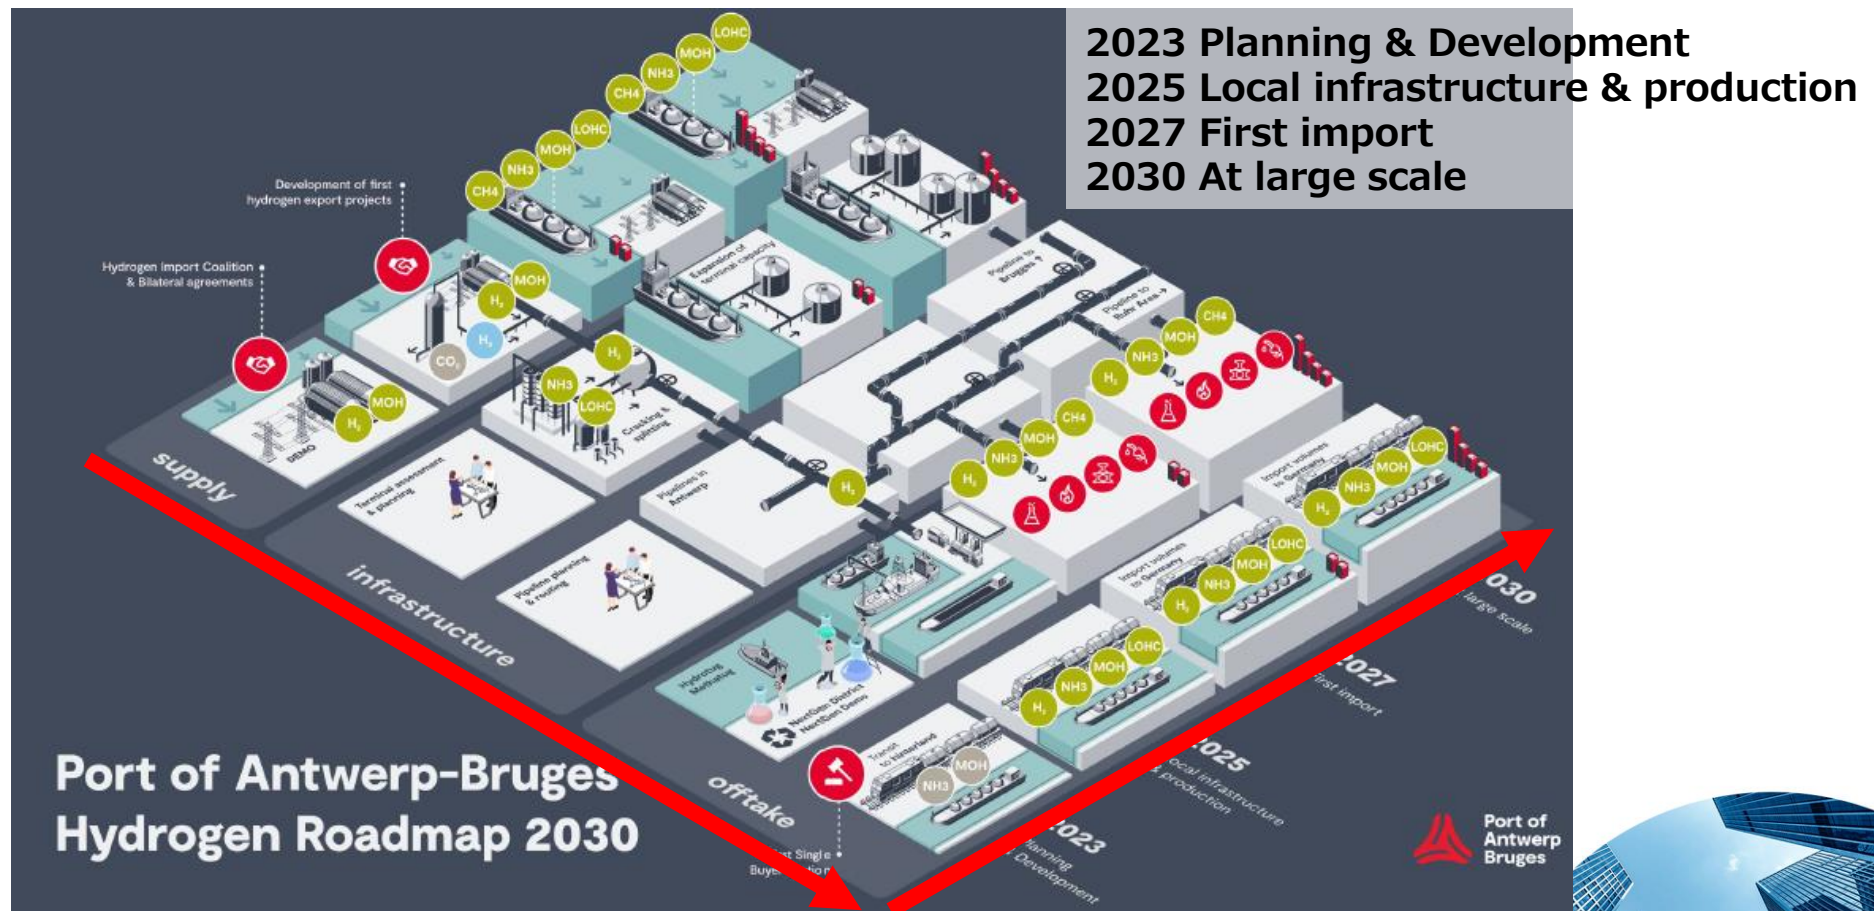 2023 Planning & Development
2025 Local infrastructure & production
2027 First import
2030 At large scale
LOHC
MOH
NH3
CH4
LOHC
MOH
NH3
CH4
Development of first
hydrogen export projects
Hydrogen Import Coalition
& Bilateral agreements
MOH
H₂
H₂
CO₂
MOH
H₂
DEMO
supply
Expansion of
terminal capacity
H₂
NH3
LOHC
Cracking &
splitting
Terminal assessment
& planning
Pipeline planning
& routing
Pipelines in
Antwerp
H₂
Pipeline to
Brugges ↑
Pipeline to
Ruhr Area →
infrastructure
CH4
MOH
NH3
H₂
CH4
MOH
NH3
H₂
Import volumes
to Germany
LOHC
MOH
NH3
H₂
Import volumes
to Germany
LOHC
MOH
NH3
H₂
LOHC
MOH
NH3
H₂
Hydrotug
Methatug
NextGen District
NextGen Demo
Transit
to hinterland
MOH
NH3
offtake
Single
Buyer
2023
Planning
Development
2025
local infrastructure
& production
2027
First import
2030
large scale
Port of Antwerp-Bruges
Hydrogen Roadmap 2030
Port of
Antwerp
Bruges